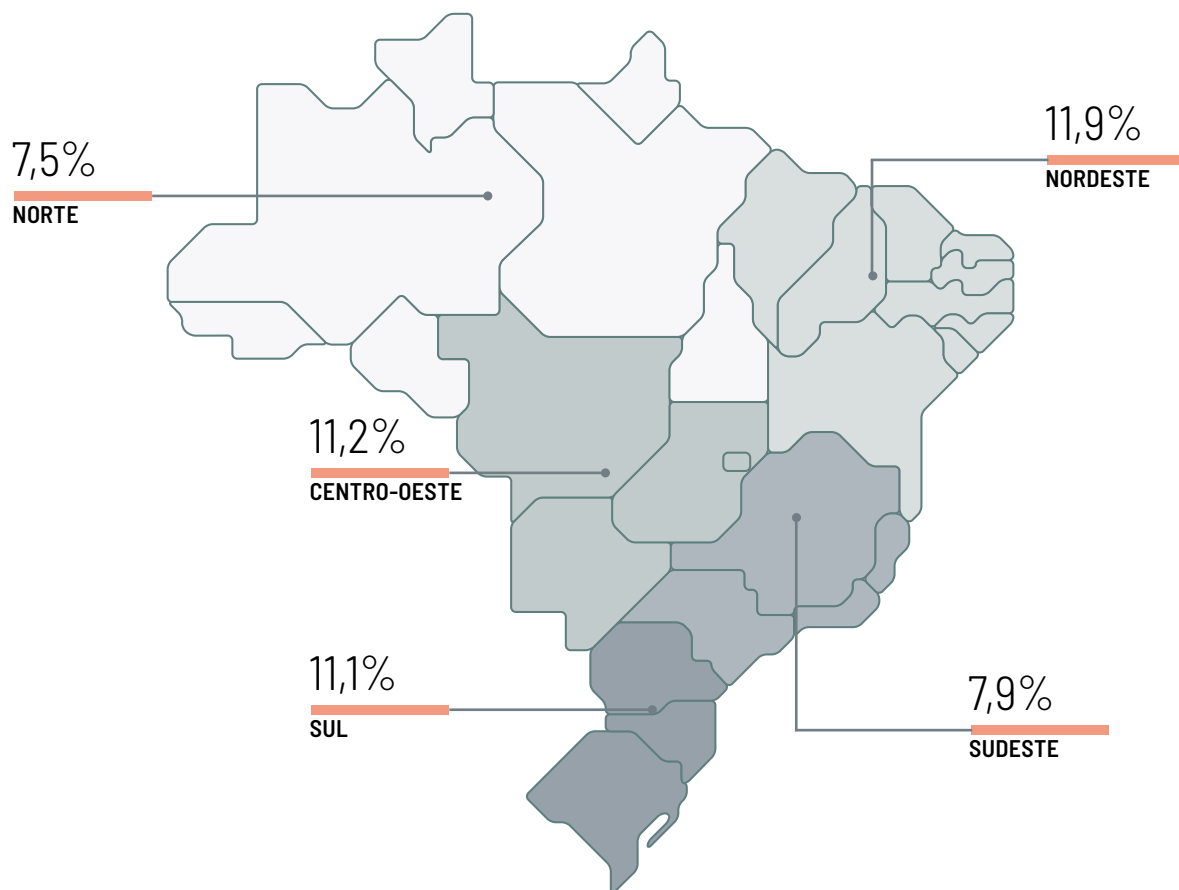 11,9%
NORDESTE
7,5%
NORTE
11,2%
CENTRO-OESTE
11,1%
SUL
7,9%
SUDESTE